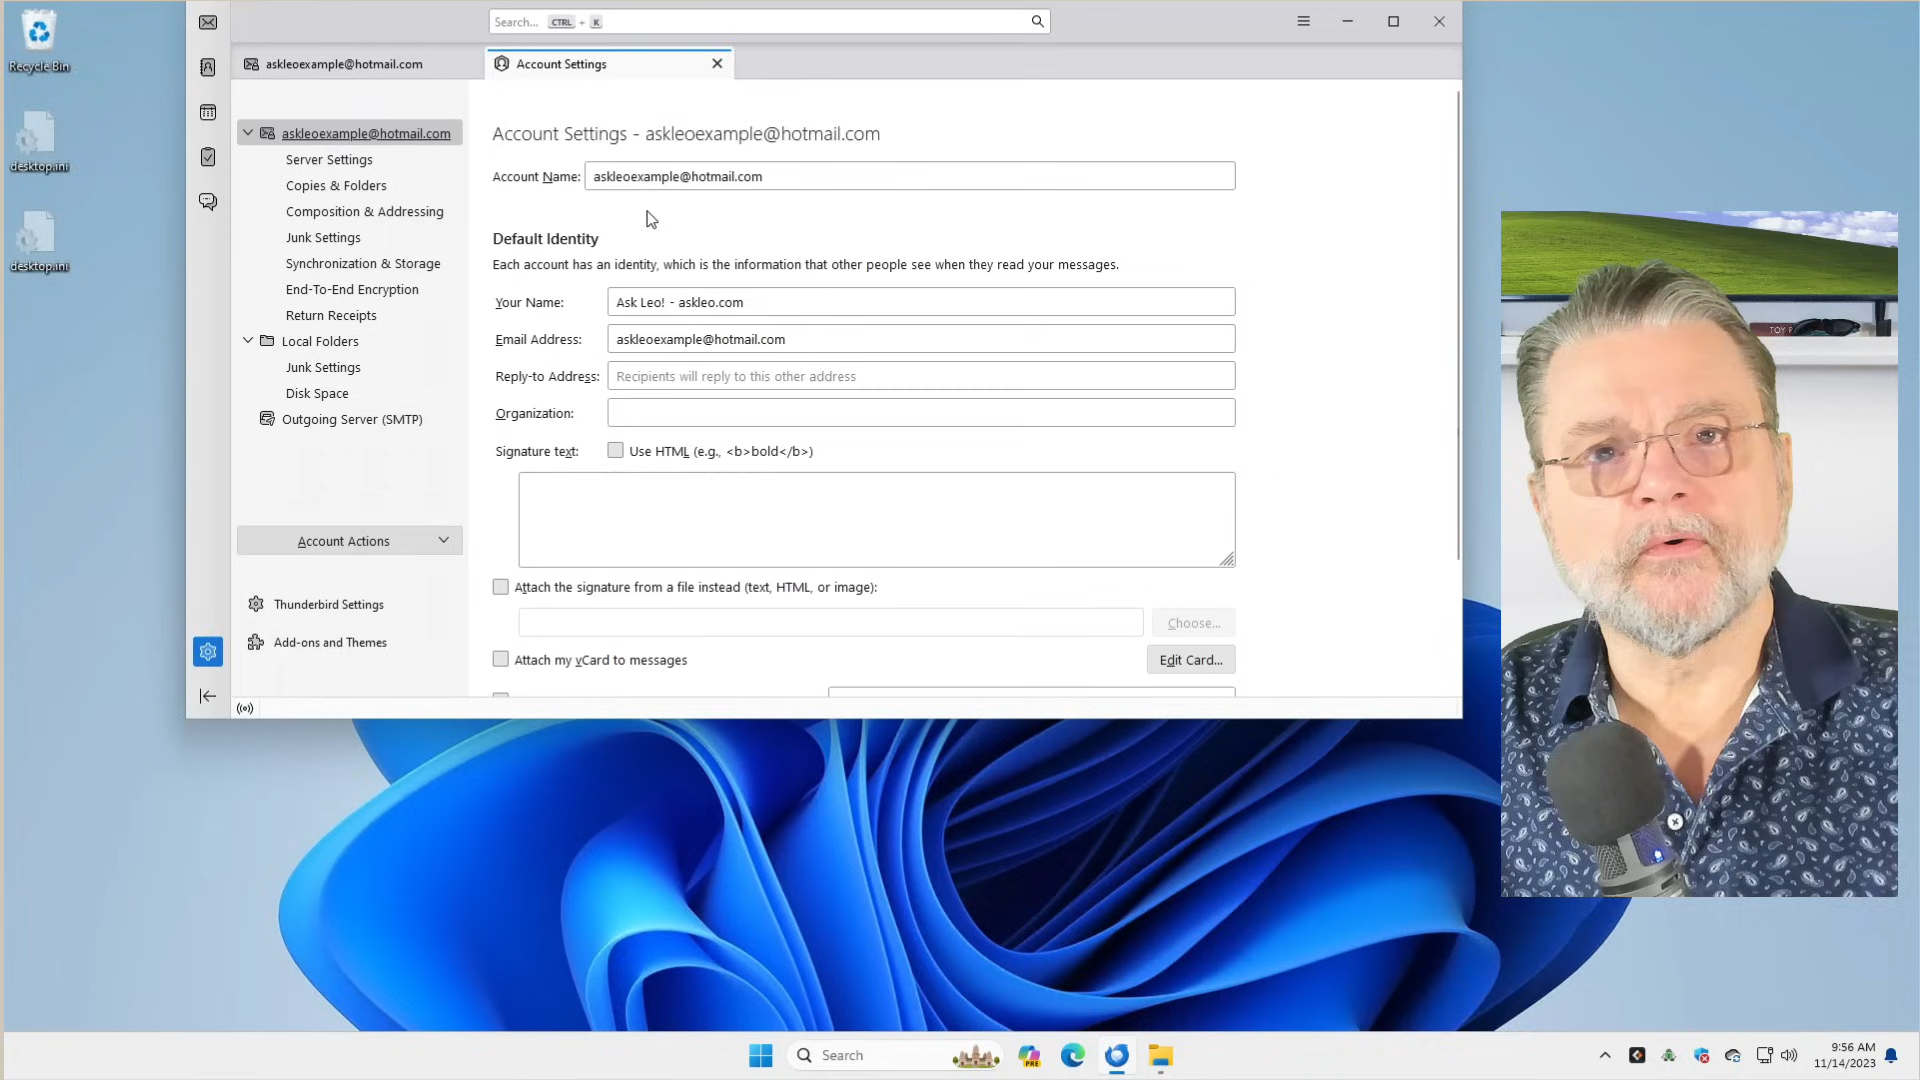 Recycle Bin
desktop.ini
desktop.ini
Search... CTRL + K
askleoexample@hotmail.com
Account Settings
askleoexample@hotmail.com
Server Settings
Copies & Folders
Composition & Addressing
Junk Settings
Synchronization & Storage
End-To-End Encryption
Return Receipts
Local Folders
Junk Settings
Disk Space
Outgoing Server (SMTP)
Account Actions
Thunderbird Settings
Add-ons and Themes
Account Settings - askleoexample@hotmail.com
Account Name: askleoexample@hotmail.com
Default Identity
Each account has an identity, which is the information that other people see when they read your messages.
Your Name: Ask Leo! - askleo.com
Email Address: askleoexample@hotmail.com
Reply-to Address: Recipients will reply to this other address
Organization:
Signature text: Use HTML (e.g., <b>bold</b>)
Attach the signature from a file instead (text, HTML, or image):
Choose...
Attach my vCard to messages
Edit Card...
TOY
Search
PRE
9:56 AM
11/14/2023